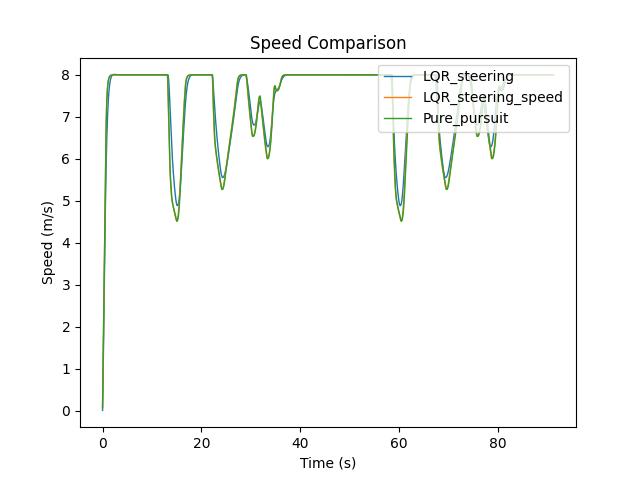 Speed Comparison
LQR_steering
LQR_steering_speed
Pure_pursuit
8
7
6
5
4
3
2
1
0
Speed (m/s)
0 20 40 60 80
Time (s)